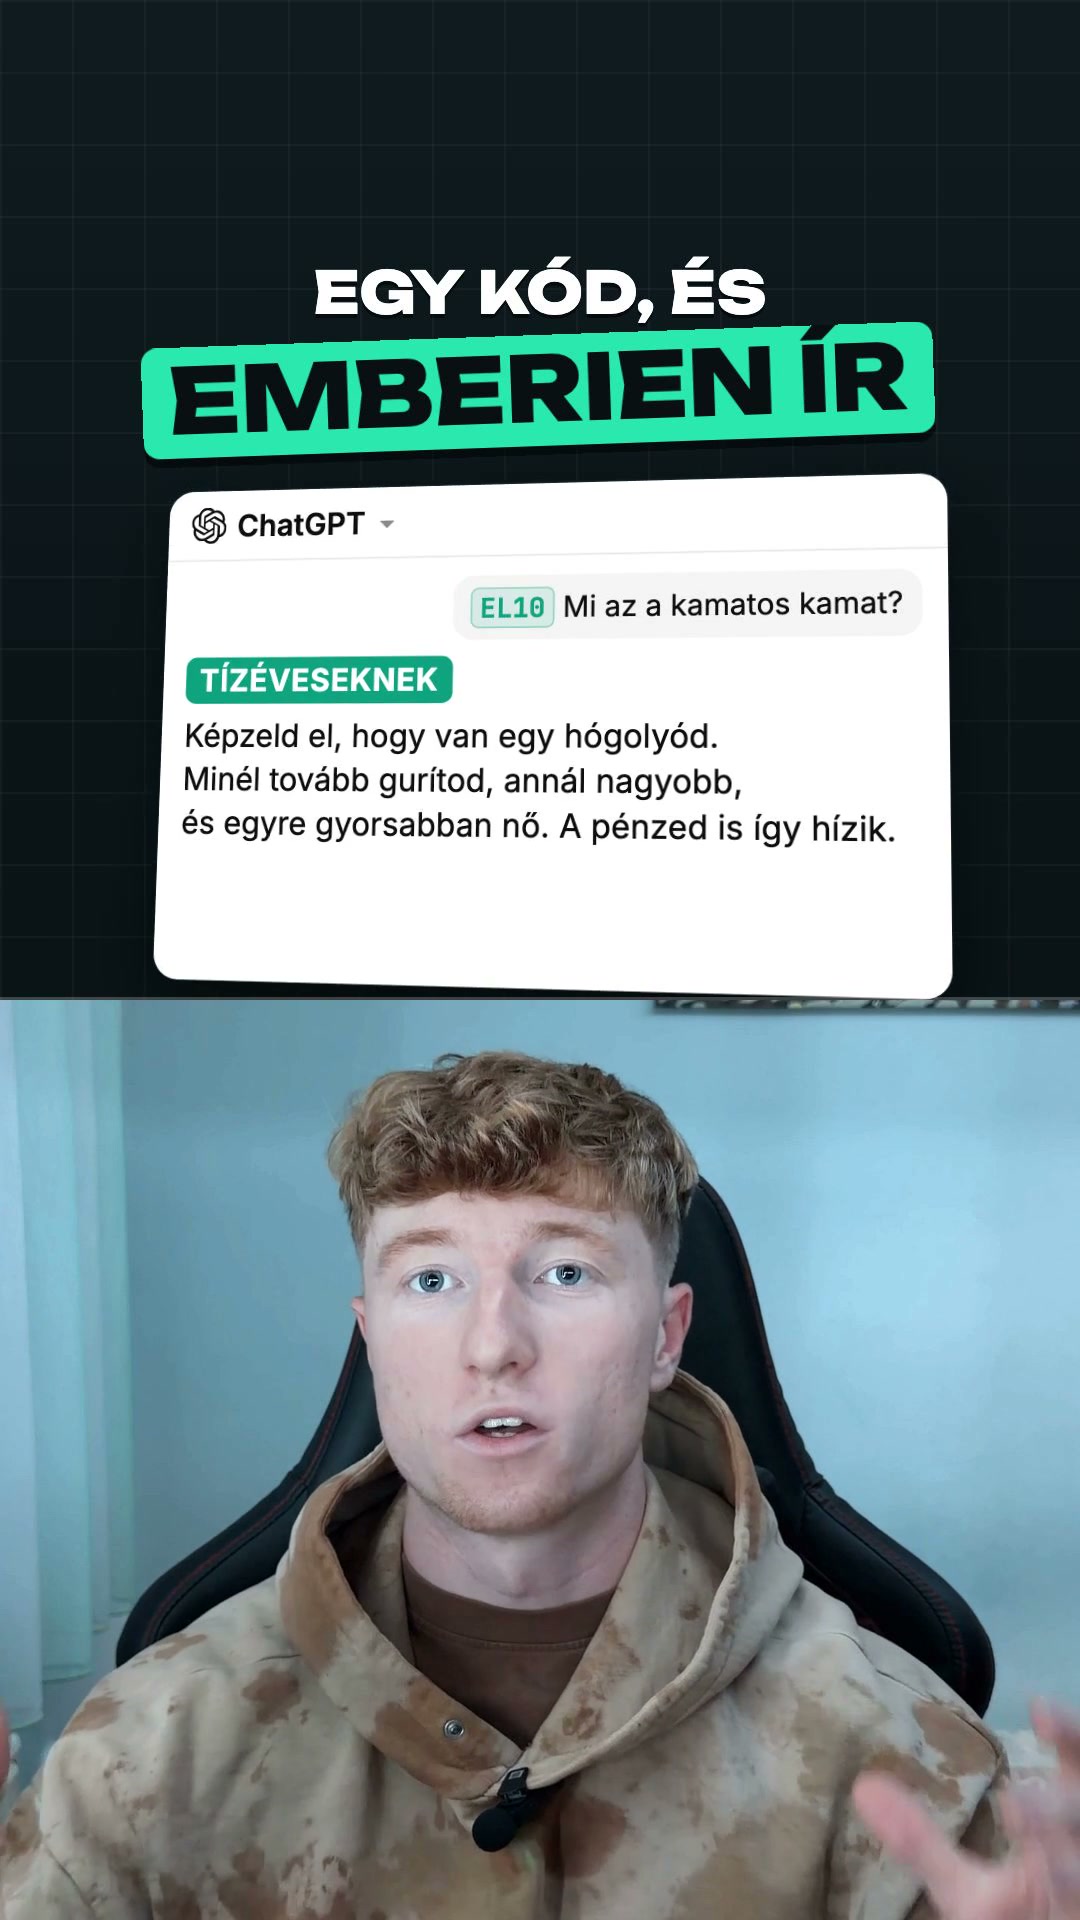 EGY KÓD, ÉS
EMBERIEN ÍR
ChatGPT
EL10 Mi az a kamatos kamat?
TÍZÉVESEKNEK
Képzeld el, hogy van egy hógolyód.
Minél tovább gurítod, annál nagyobb,
és egyre gyorsabban nő. A pénzed is így hízik.